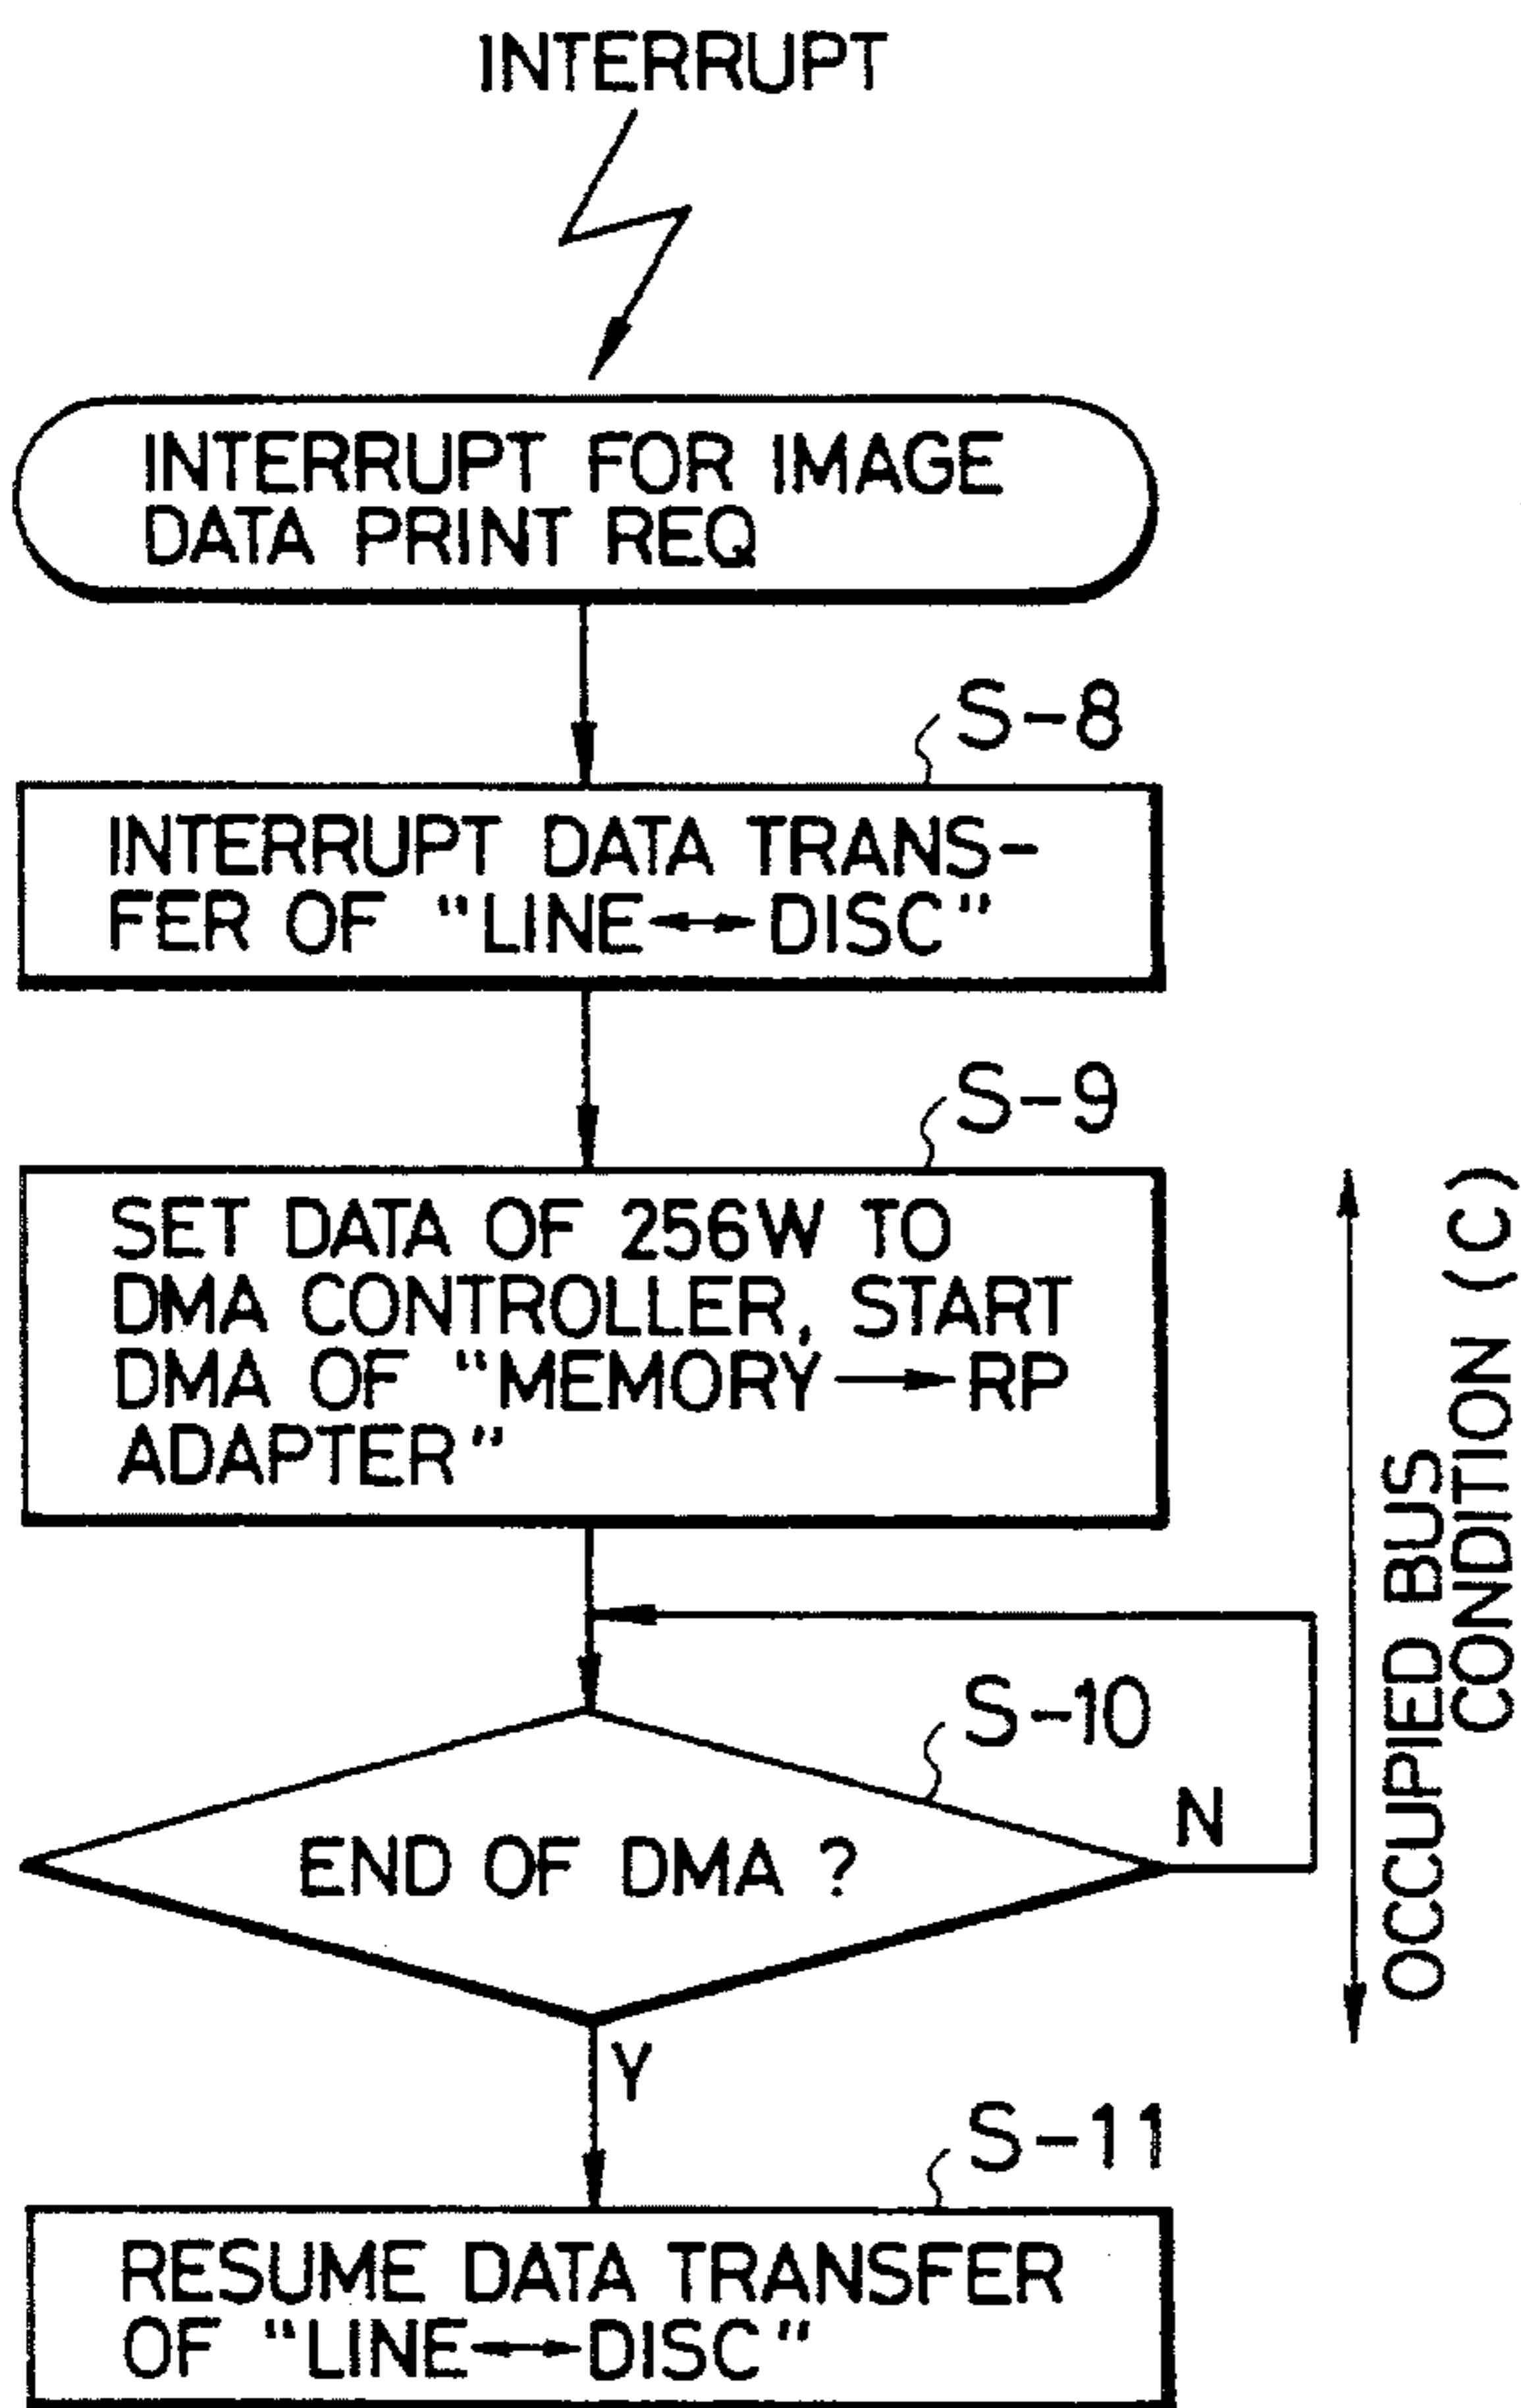 INTERRUPT
INTERRUPT FOR IMAGE
DATA PRINT REQ
S-8
INTERRUPT DATA TRANS-
FER OF "LINE↔DISC"
S-9
SET DATA OF 256W TO
DMA CONTROLLER, START
DMA OF "MEMORY→RP
ADAPTER"
S-10
END OF DMA ?
N
Y
OCCUPIED BUS
CONDITION (C)
S-11
RESUME DATA TRANSFER
OF "LINE↔DISC"